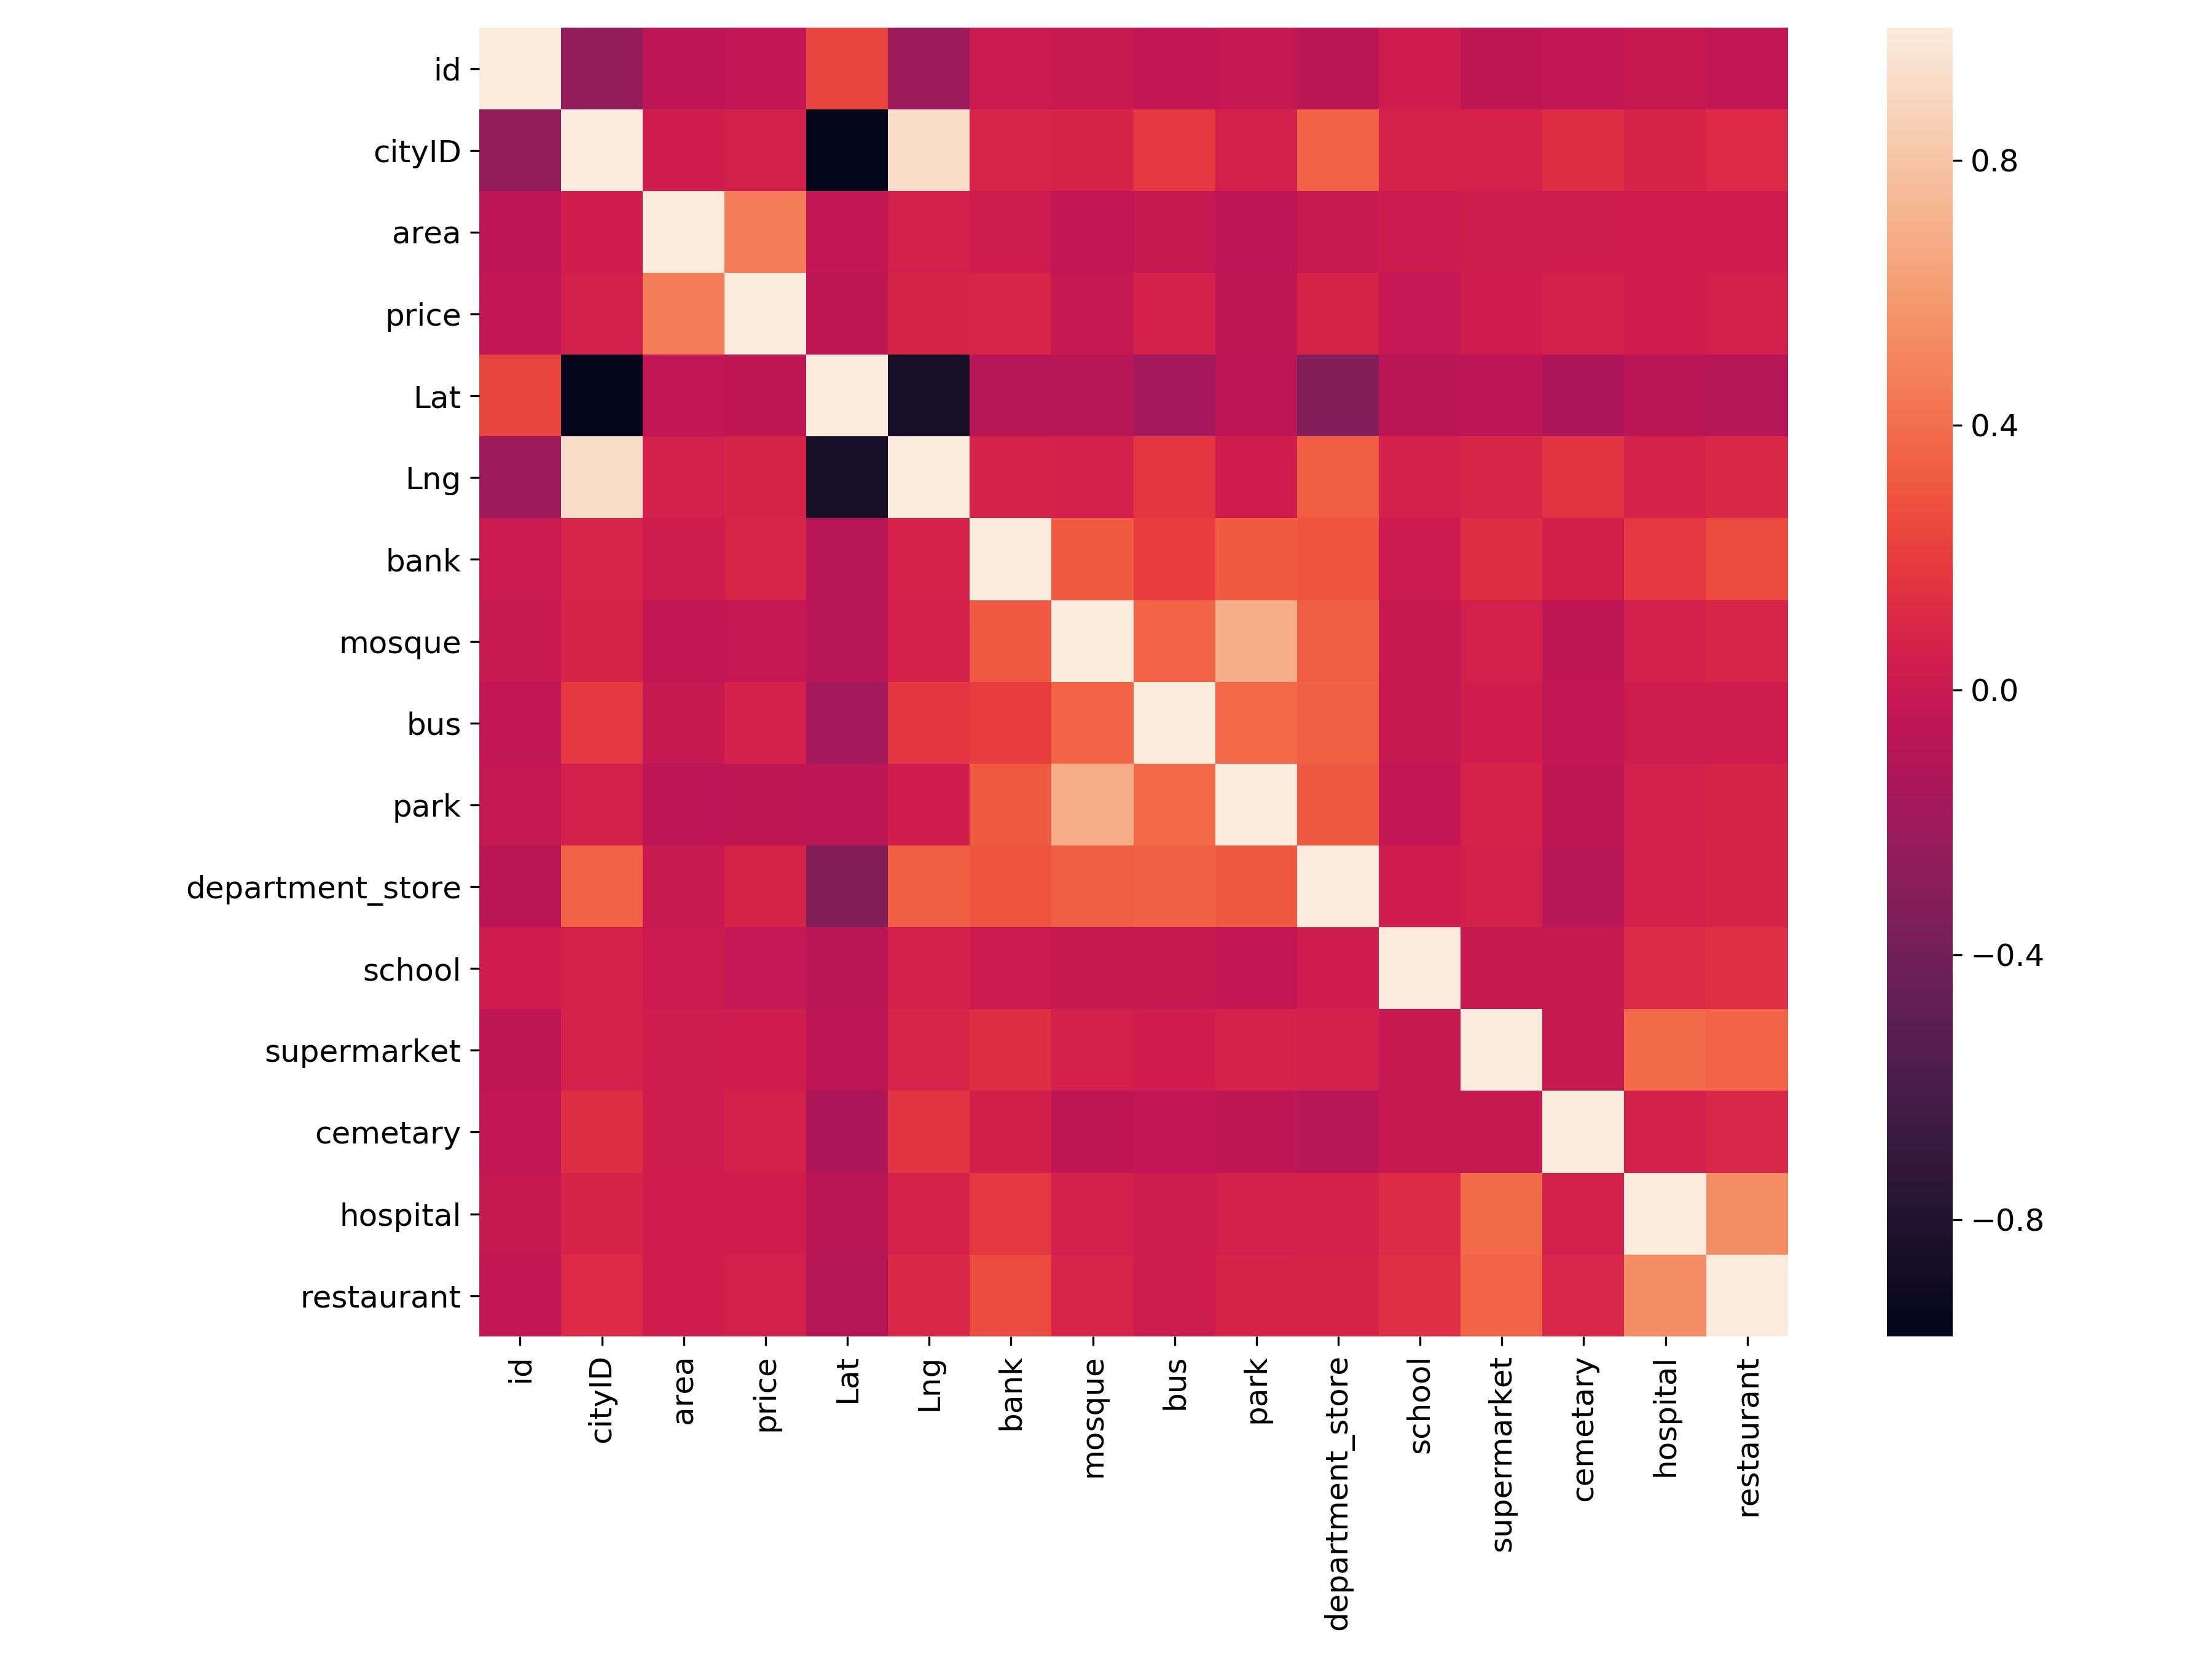 id
cityID
area
price
Lat
Lng
bank
mosque
bus
park
department_store
school
supermarket
cemetary
hospital
restaurant
id
cityID
area
price
Lat
Lng
bank
mosque
bus
park
department_store
school
supermarket
cemetary
hospital
restaurant
0.8
0.4
0.0
−0.4
−0.8